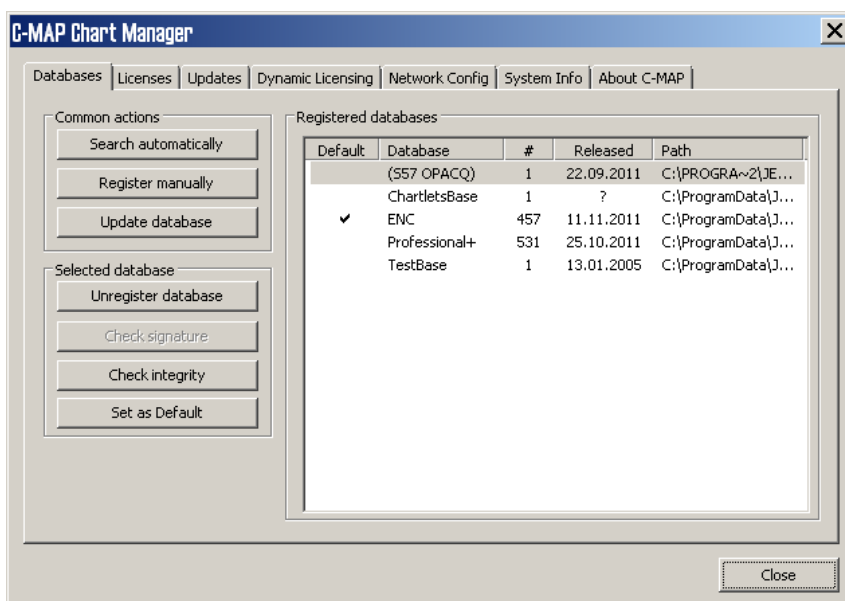 C-MAP Chart Manager
Databases Licenses Updates Dynamic Licensing Network Config System Info About C-MAP
Common actions
Search automatically
Register manually
Update database
Selected database
Unregister database
Check signature
Check integrity
Set as Default
Registered databases
Default Database # Released Path
(S57 OPACQ) 1 22.09.2011 C:\PROGRA~2\JE...
ChartletsBase 1 ? C:\ProgramData\J...
ENC 457 11.11.2011 C:\ProgramData\J...
Professional+ 531 25.10.2011 C:\ProgramData\J...
TestBase 1 13.01.2005 C:\ProgramData\J...
Close